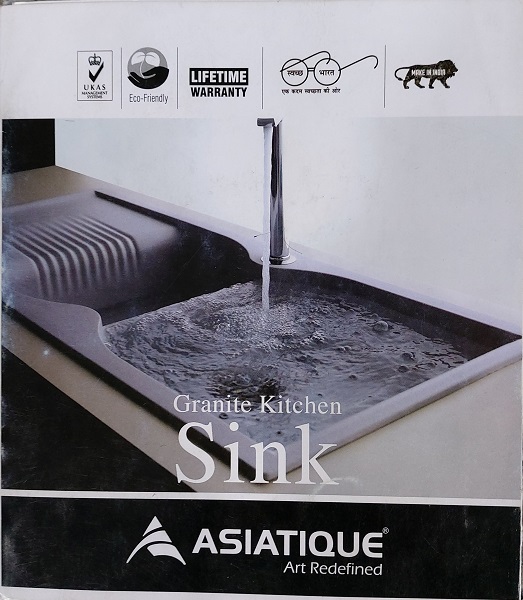 UKAS
MANAGEMENT
SYSTEMS
Eco-Friendly
LIFETIME
WARRANTY
स्वच्छ भारत
एक कदम स्वच्छता की ओर
MAKE IN INDIA
Granite Kitchen
Sink
ASIATIQUE®
Art Redefined